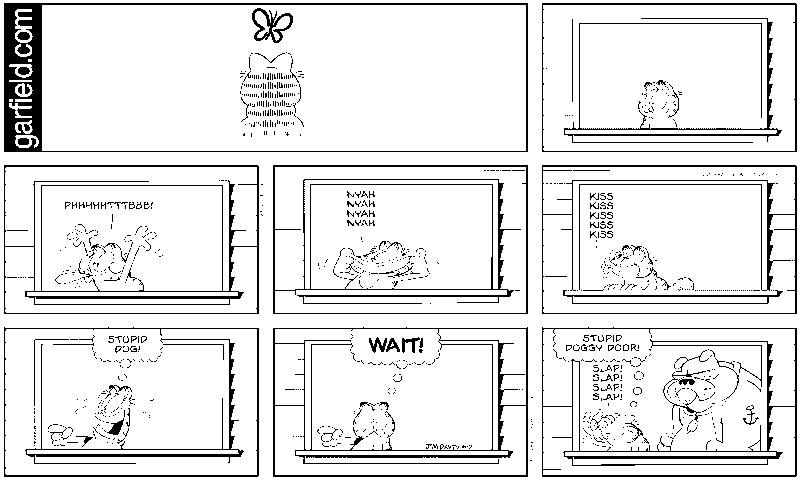 garfield.com
PHHHHHTTTBBB!
NYAH
NYAH
NYAH
NYAH
KISS
KISS
KISS
KISS
KISS
STUPID
DOG!
WAIT!
JIM DAVIS
STUPID
DOGGY DOOR!
SLAP!
SLAP!
SLAP!
SLAP!